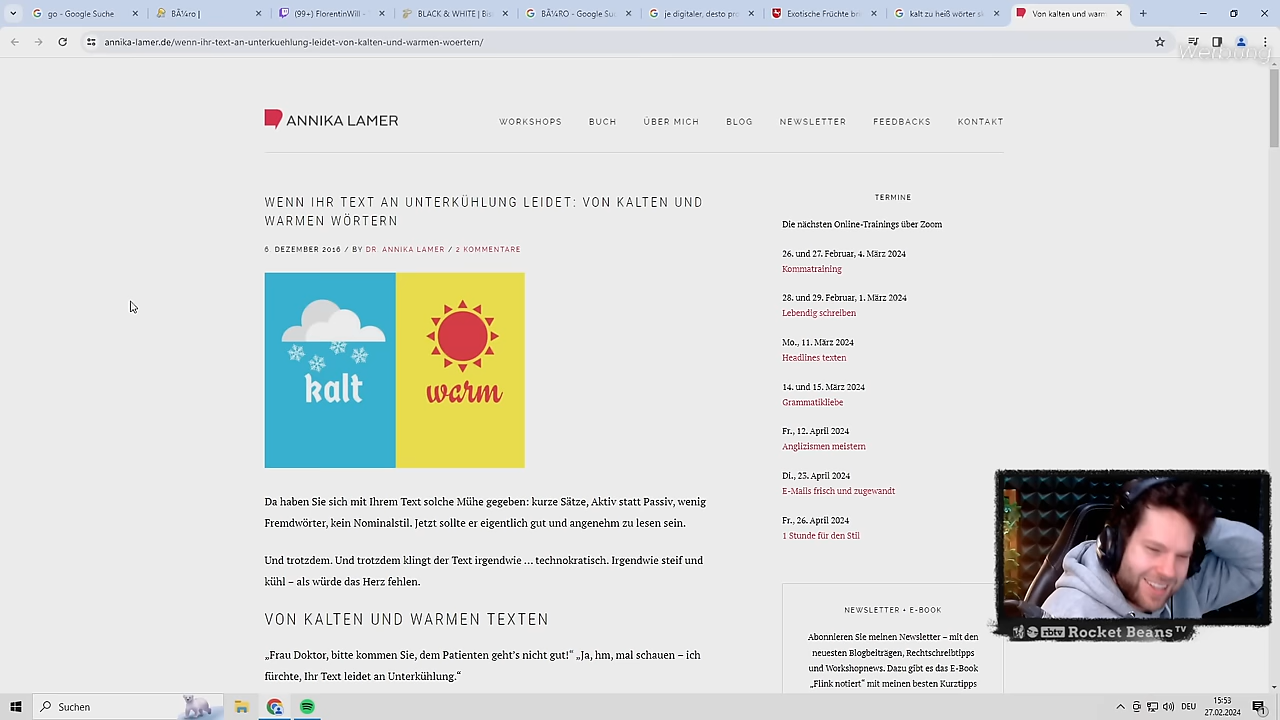 go - Google Suche
BÃ¼ro |
(99+) FlorentinWill -
BLACK & WHITE | Bis
BÃ¼RO - Google Su
je digitaler, desto pro
Exotische Früchte br
kalt zu heiß wörter s
Von kalten und warm
annika-lamer.de/wenn-ihr-text-an-unterkuehlung-leidet-von-kalten-und-warmen-woertern/
Werbung
ANNIKA LAMER
WORKSHOPS
BUCH
ÜBER MICH
BLOG
NEWSLETTER
FEEDBACKS
KONTAKT
WENN IHR TEXT AN UNTERKÜHLUNG LEIDET: VON KALTEN UND
WARMEN WÖRTERN
6. DEZEMBER 2016 / BY DR. ANNIKA LAMER / 2 KOMMENTARE
kalt
warm
Da haben Sie sich mit Ihrem Text solche Mühe gegeben: kurze Sätze, Aktiv statt Passiv, wenig
Fremdwörter, kein Nominalstil. Jetzt sollte er eigentlich gut und angenehm zu lesen sein.
Und trotzdem. Und trotzdem klingt der Text irgendwie … technokratisch. Irgendwie steif und
kühl – als würde das Herz fehlen.
VON KALTEN UND WARMEN TEXTEN
„Frau Doktor, bitte kommen Sie, dem Patienten geht’s nicht gut!“ „Ja, hm, mal schauen – ich
fürchte, Ihr Text leidet an Unterkühlung.“
TERMINE
Die nächsten Online-Trainings über Zoom
26. und 27. Februar, 4. März 2024
Kommatraining
28. und 29. Februar, 1. März 2024
Lebendig schreiben
Mo., 11. März 2024
Headlines texten
14. und 15. März 2024
Grammatikliebe
Fr., 12. April 2024
Anglizismen meistern
Di., 23. April 2024
E-Mails frisch und zugewandt
Fr., 26. April 2024
1 Stunde für den Stil
NEWSLETTER + E-BOOK
Abonnieren Sie meinen Newsletter – mit den
neuesten Blogbeiträgen, Rechtschreibtipps
und Workshopnews. Dazu gibt es das E-Book
„Flink notiert“ mit meinen besten Kurztipps
rbtv Rocket Beans TV
Suchen
DEU
15:53
27.02.2024
1